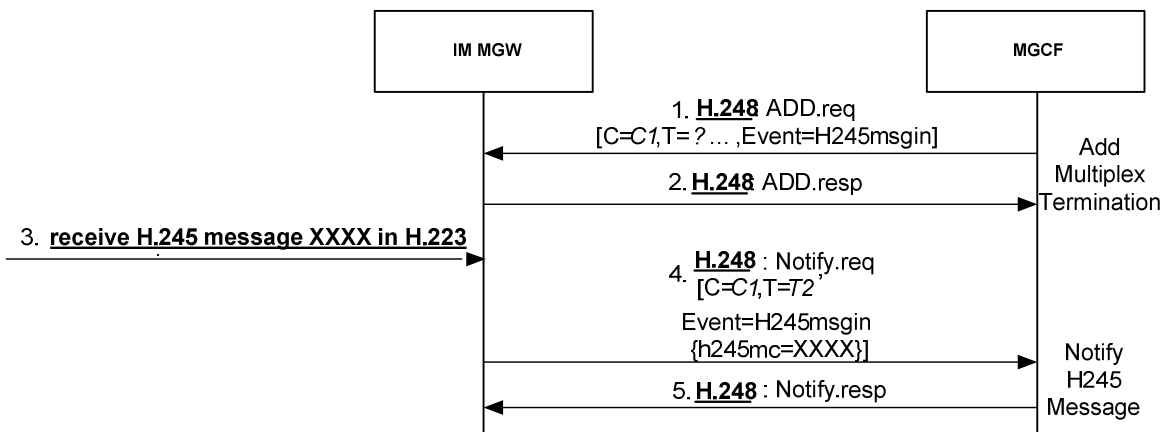 IM MGW
MGCF
1. H.248: ADD.req
[C=C1,T=? ... ,Event=H245msgin]
Add
Multiplex
Termination
2. H.248: ADD.resp
3. receive H.245 message XXXX in H.223
4. H.248 : Notify.req
[C=C1,T=T2 ,
Event=H245msgin
{h245mc=XXXX}]
Notify
H245
Message
5. H.248 : Notify.resp